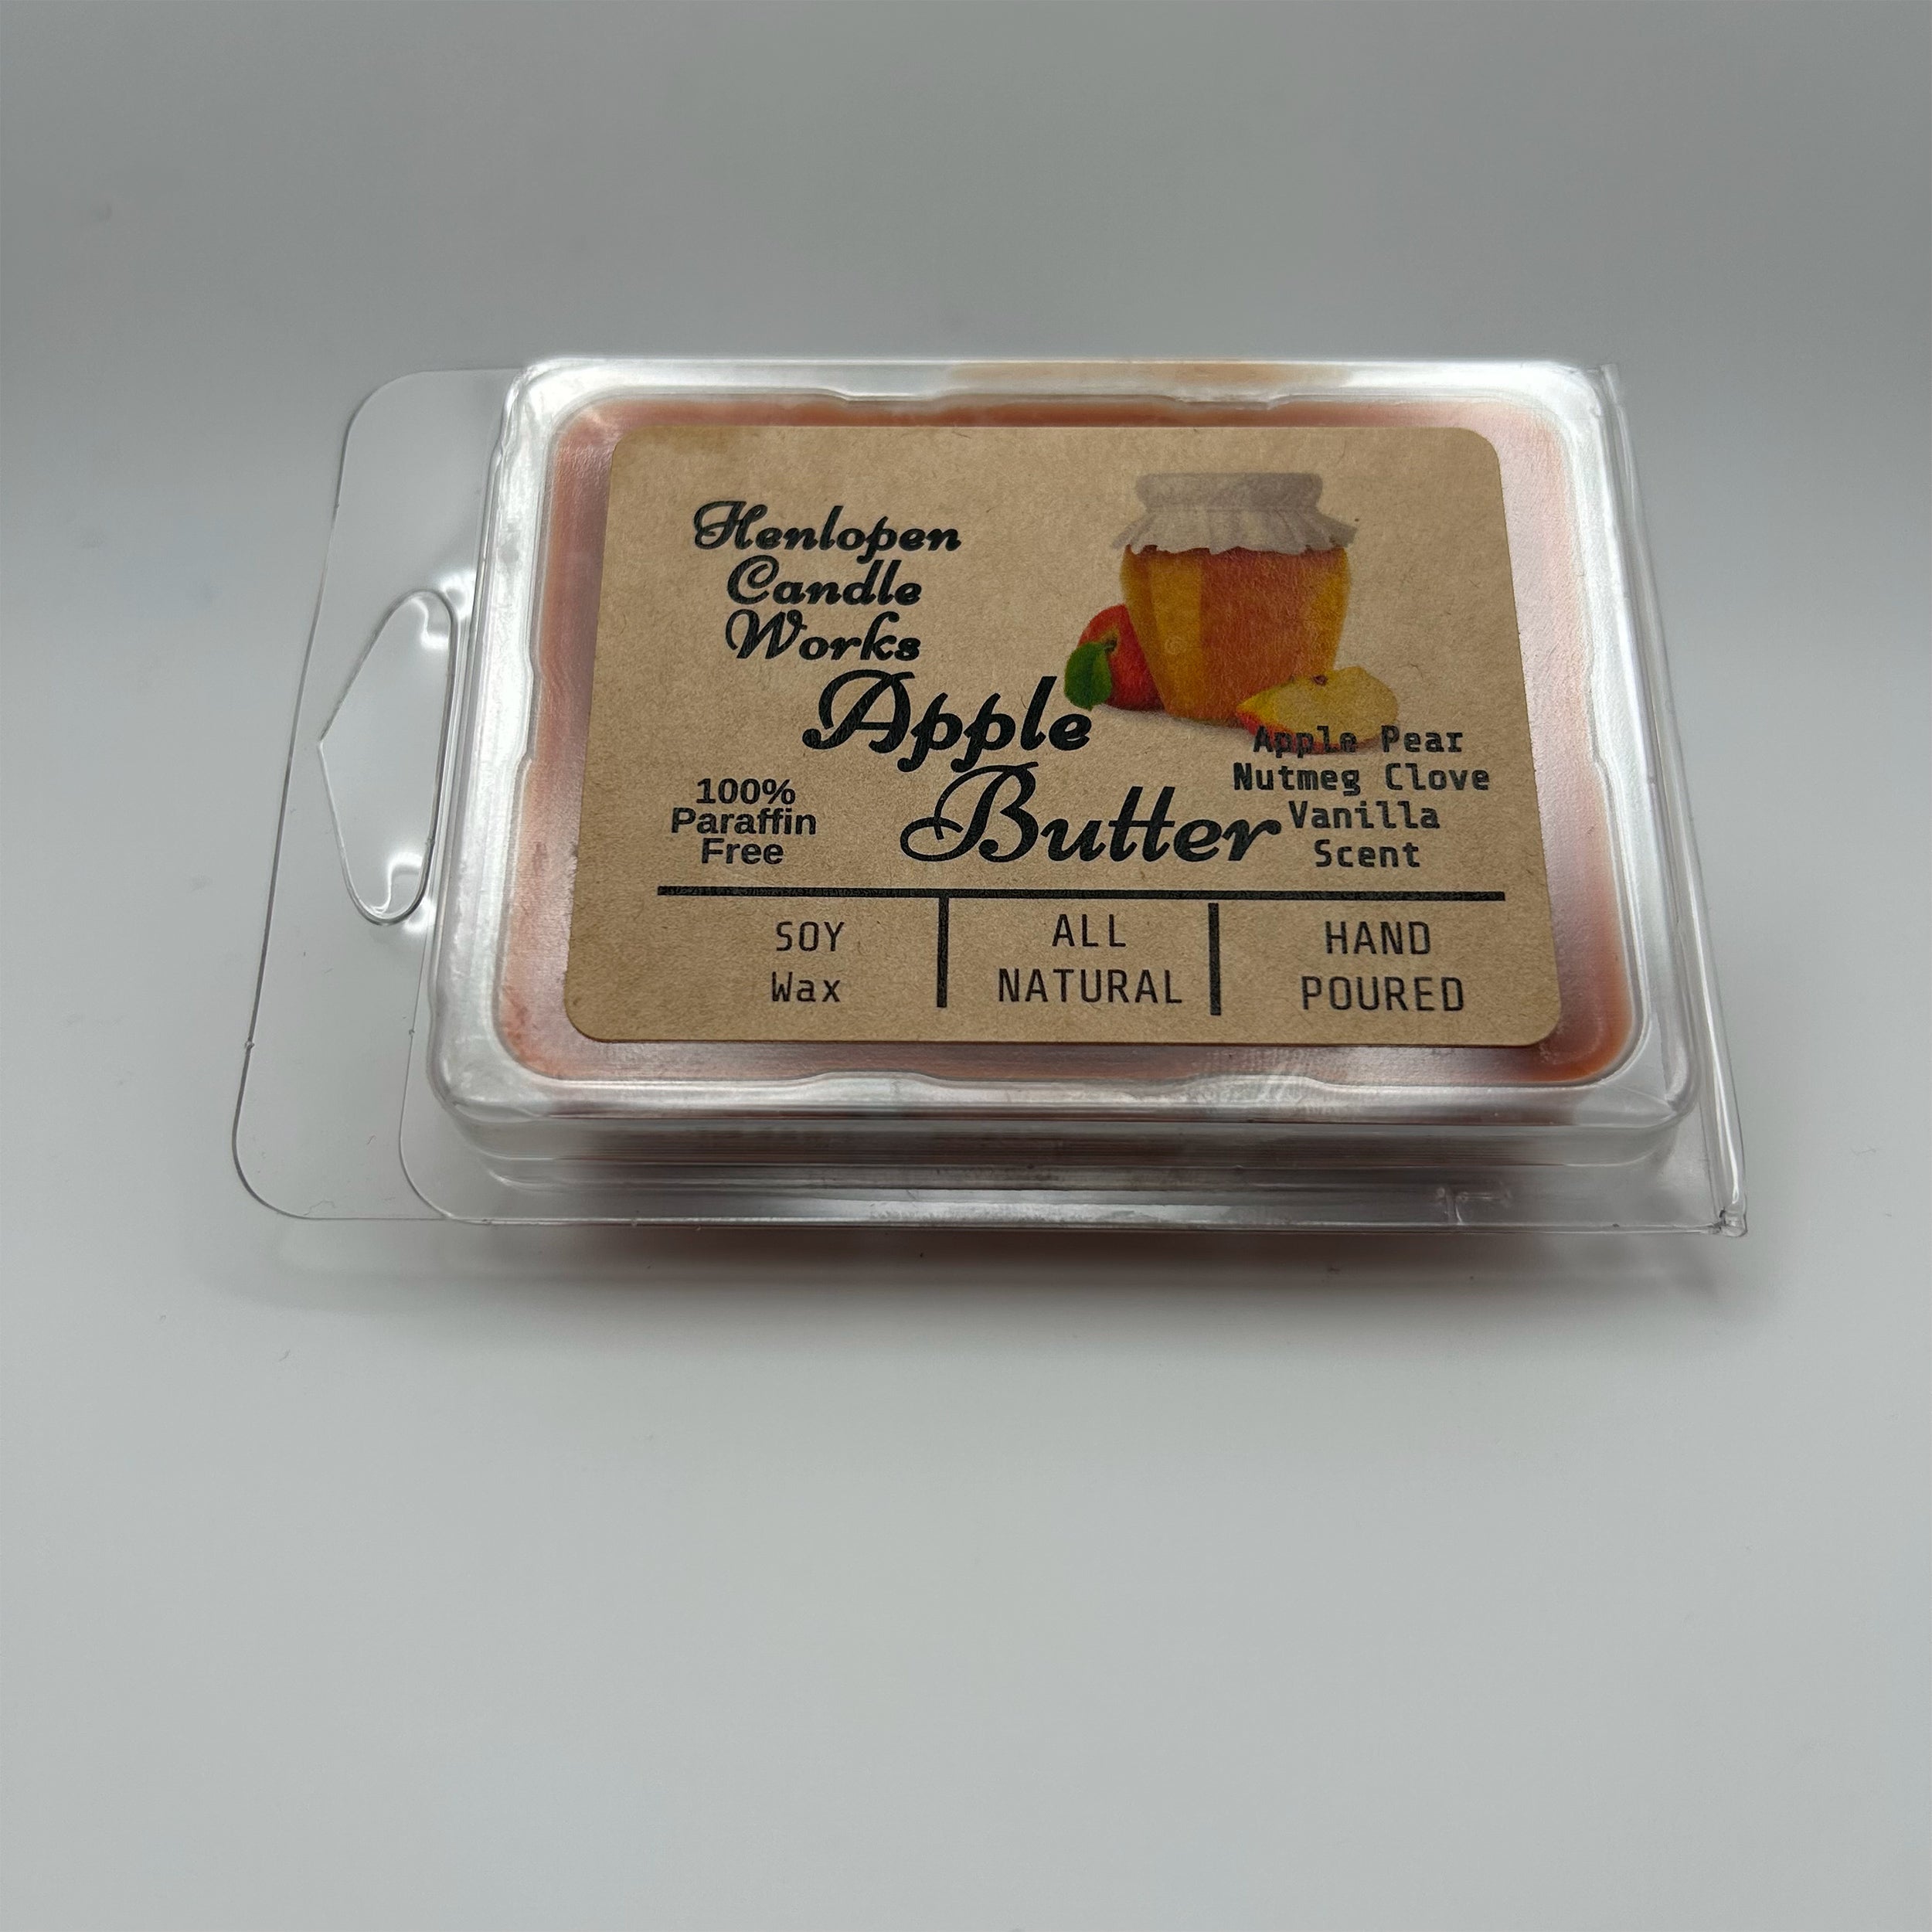 Henlopen
Candle
Works
Apple
Butter
100%
Paraffin
Free
Apple Pear
Nutmeg Clove
Vanilla
Scent
SOY
Wax
ALL
NATURAL
HAND
POURED